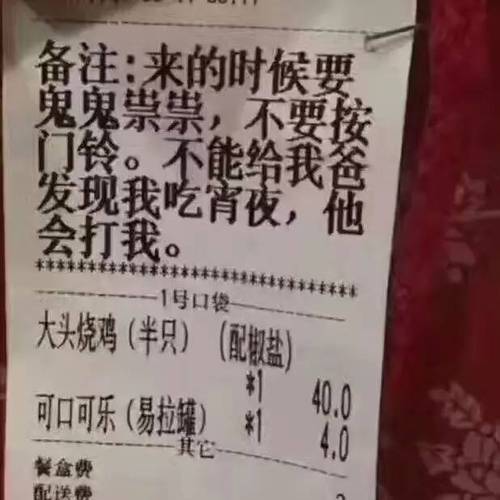 备注:来的时候要
鬼鬼祟祟，不要按
门铃。不能给我爸
发现我吃宵夜，他
会打我。
******************************
1号口袋
大头烧鸡（半只）（配椒盐）
*1 40.0
可口可乐（易拉罐） *1 4.0
其它
餐盒费
配送费